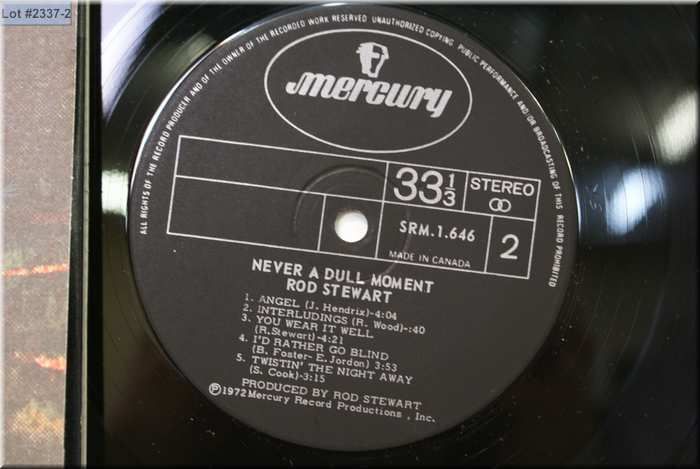 Lot #2337-2
ALL RIGHTS OF THE RECORD PRODUCER AND OF THE OWNER OF THE RECORDED WORK RESERVED. UNAUTHORIZED COPYING, PUBLIC PERFORMANCE AND/OR BROADCASTING OF THIS RECORD PROHIBITED
mercury
33 1/3
STEREO
SRM.1.646
2
MADE IN CANADA
NEVER A DULL MOMENT
ROD STEWART
1. ANGEL (J. Hendrix)-4:04
2. INTERLUDINGS (R. Wood)-:40
3. YOU WEAR IT WELL
(R.Stewart)-4:21
4. I'D RATHER GO BLIND
(B. Foster- E. Jordon) 3:53
5. TWISTIN' THE NIGHT AWAY
(S. Cook)-3:15
PRODUCED BY ROD STEWART
℗1972 Mercury Record Productions , Inc.